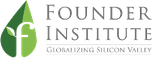 f
FOUNDER
INSTITUTE
GLOBALIZING SILICON VALLEY